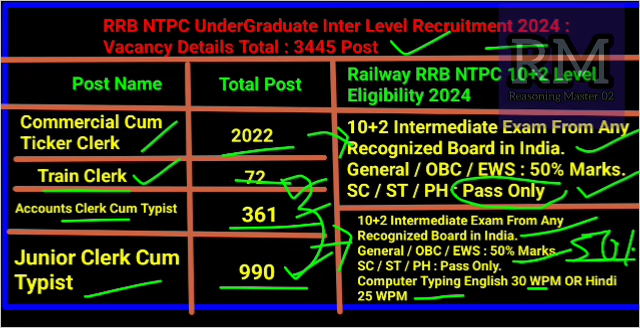 RRB NTPC UnderGraduate Inter Level Recruitment 2024 :
Vacancy Details Total : 3445 Post
RM
Reasoning Master 02
Post Name
Total Post
Railway RRB NTPC 10+2 Level
Eligibility 2024
Commercial Cum
Ticker Clerk
2022
10+2 Intermediate Exam From Any
Recognized Board in India.
General / OBC / EWS : 50% Marks.
SC / ST / PH : Pass Only
Train Clerk
72
Accounts Clerk Cum Typist
361
Junior Clerk Cum
Typist
990
10+2 Intermediate Exam From Any
Recognized Board in India.
General / OBC / EWS : 50% Marks.
SC / ST / PH : Pass Only.
Computer Typing English 30 WPM OR Hindi
25 WPM
50%